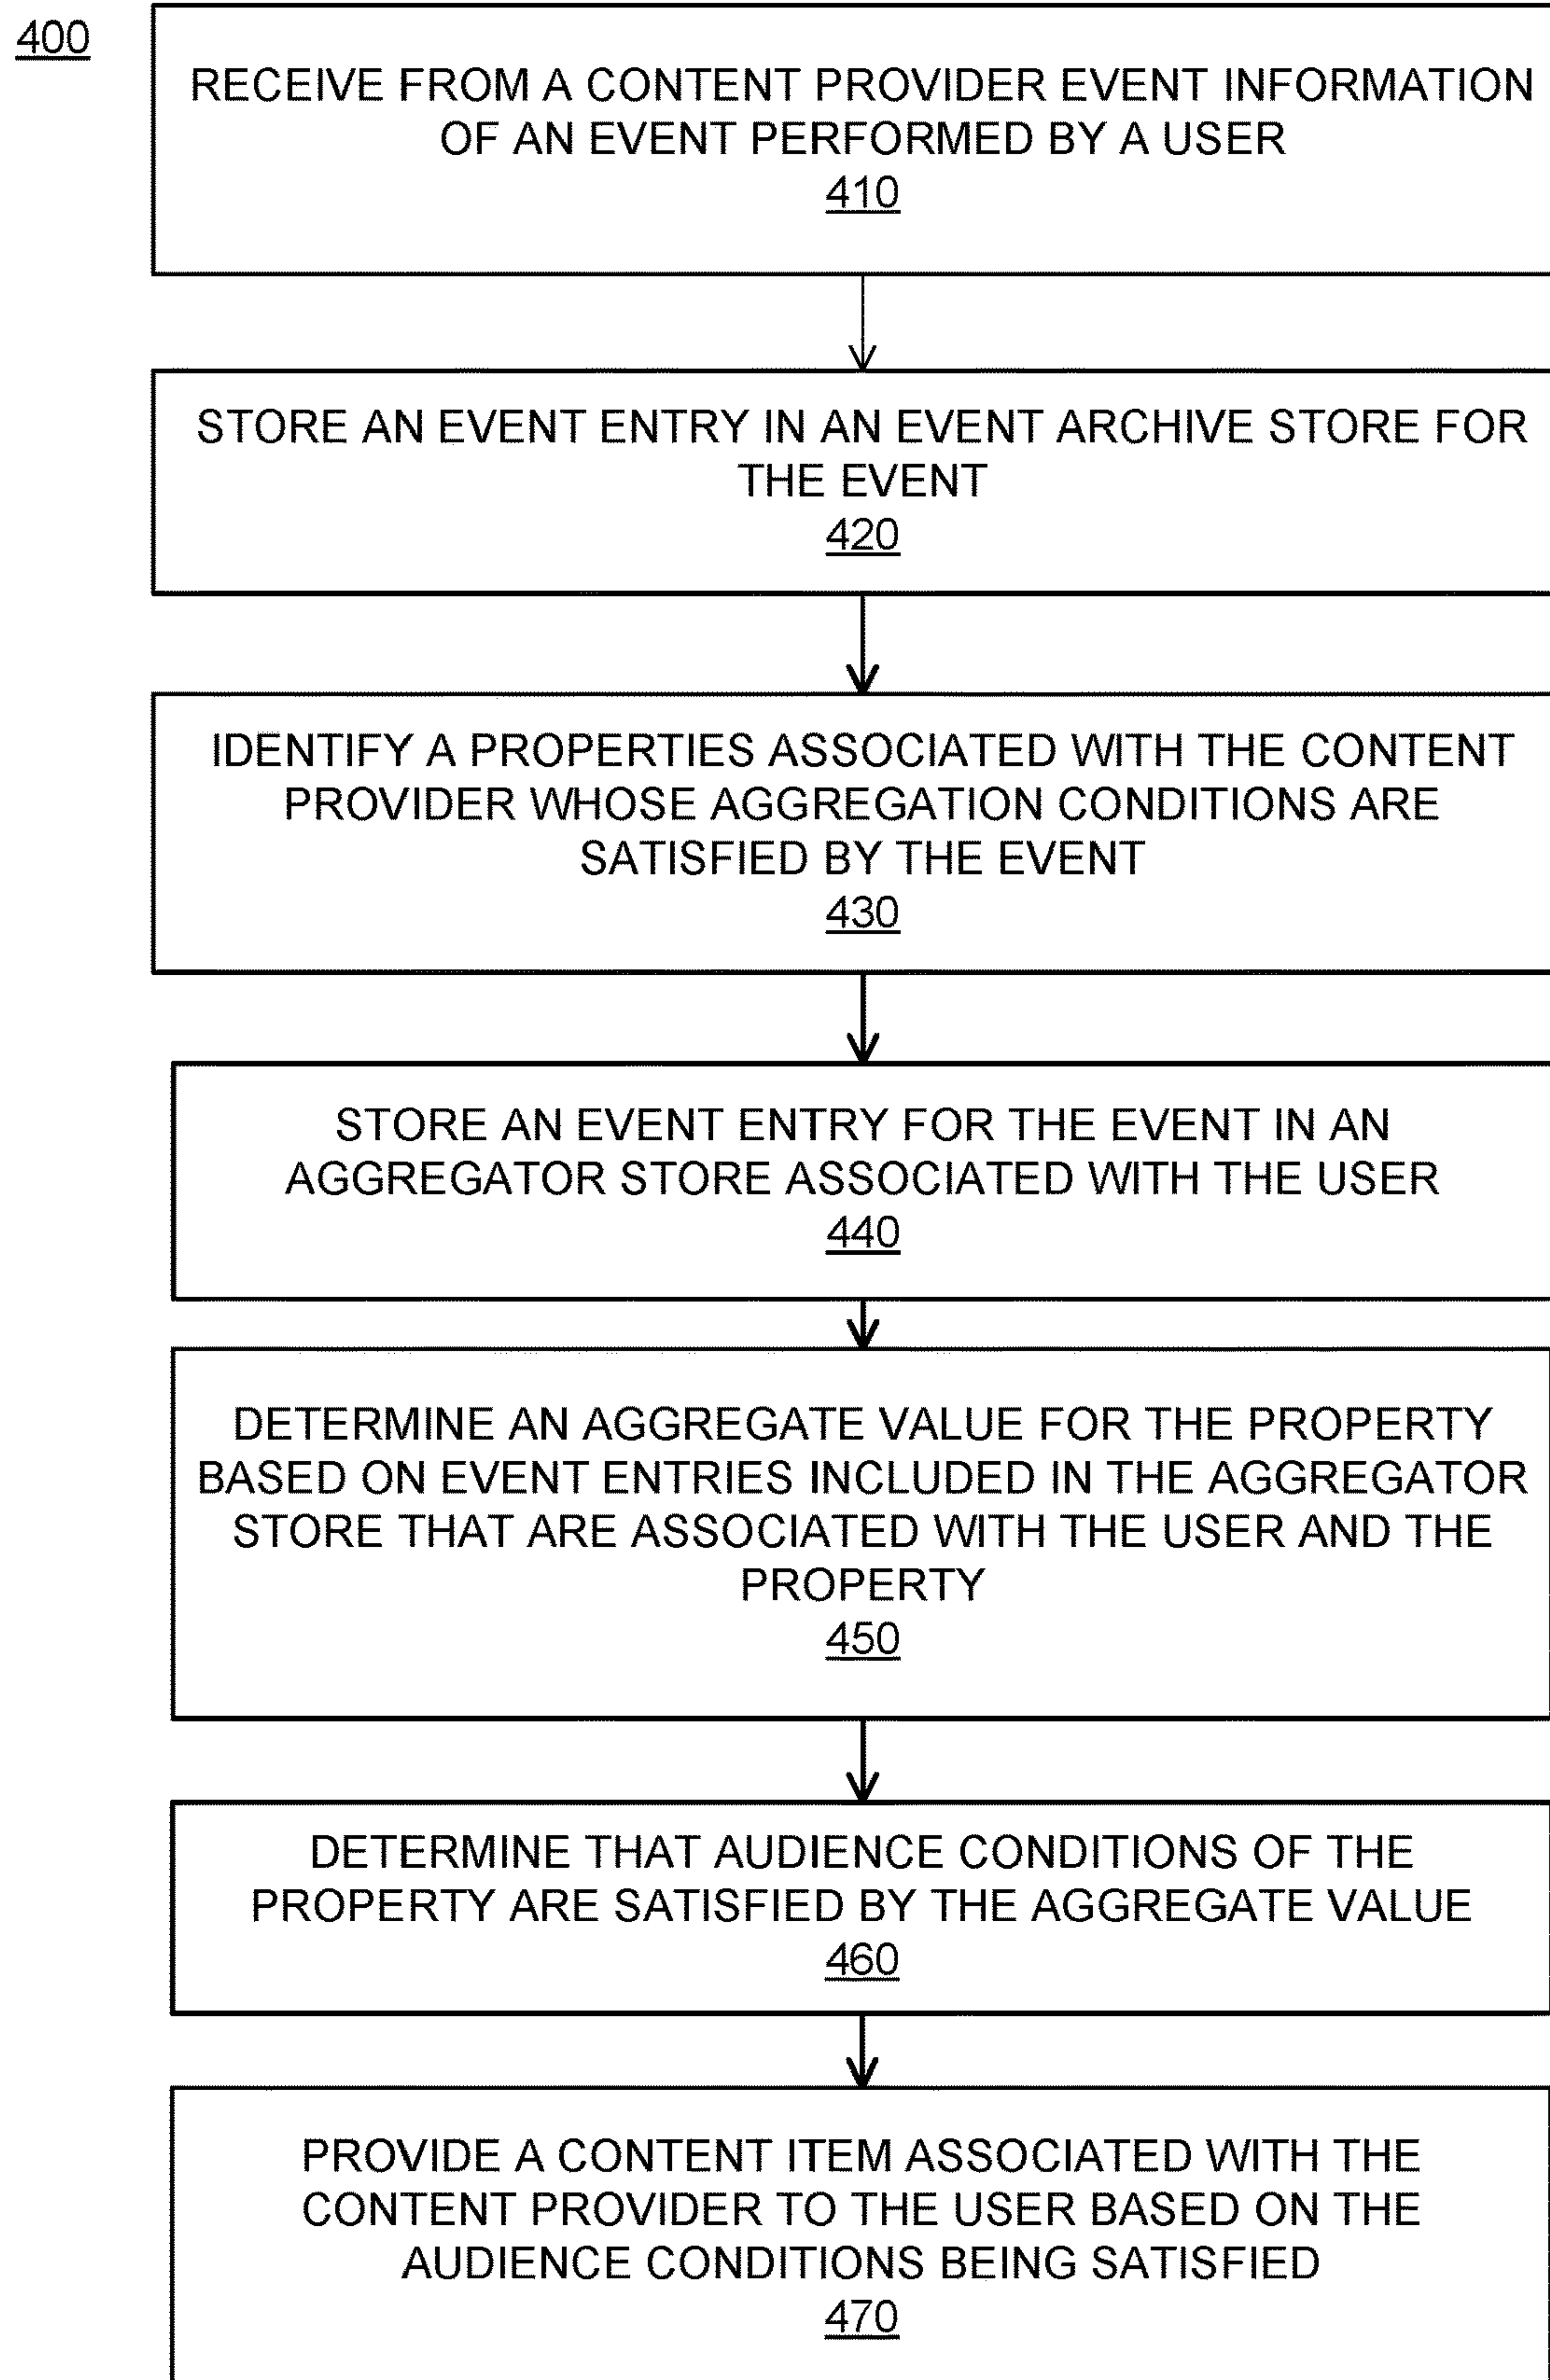 400
RECEIVE FROM A CONTENT PROVIDER EVENT INFORMATION
OF AN EVENT PERFORMED BY A USER
410
STORE AN EVENT ENTRY IN AN EVENT ARCHIVE STORE FOR
THE EVENT
420
IDENTIFY A PROPERTIES ASSOCIATED WITH THE CONTENT
PROVIDER WHOSE AGGREGATION CONDITIONS ARE
SATISFIED BY THE EVENT
430
STORE AN EVENT ENTRY FOR THE EVENT IN AN
AGGREGATOR STORE ASSOCIATED WITH THE USER
440
DETERMINE AN AGGREGATE VALUE FOR THE PROPERTY
BASED ON EVENT ENTRIES INCLUDED IN THE AGGREGATOR
STORE THAT ARE ASSOCIATED WITH THE USER AND THE
PROPERTY
450
DETERMINE THAT AUDIENCE CONDITIONS OF THE
PROPERTY ARE SATISFIED BY THE AGGREGATE VALUE
460
PROVIDE A CONTENT ITEM ASSOCIATED WITH THE
CONTENT PROVIDER TO THE USER BASED ON THE
AUDIENCE CONDITIONS BEING SATISFIED
470